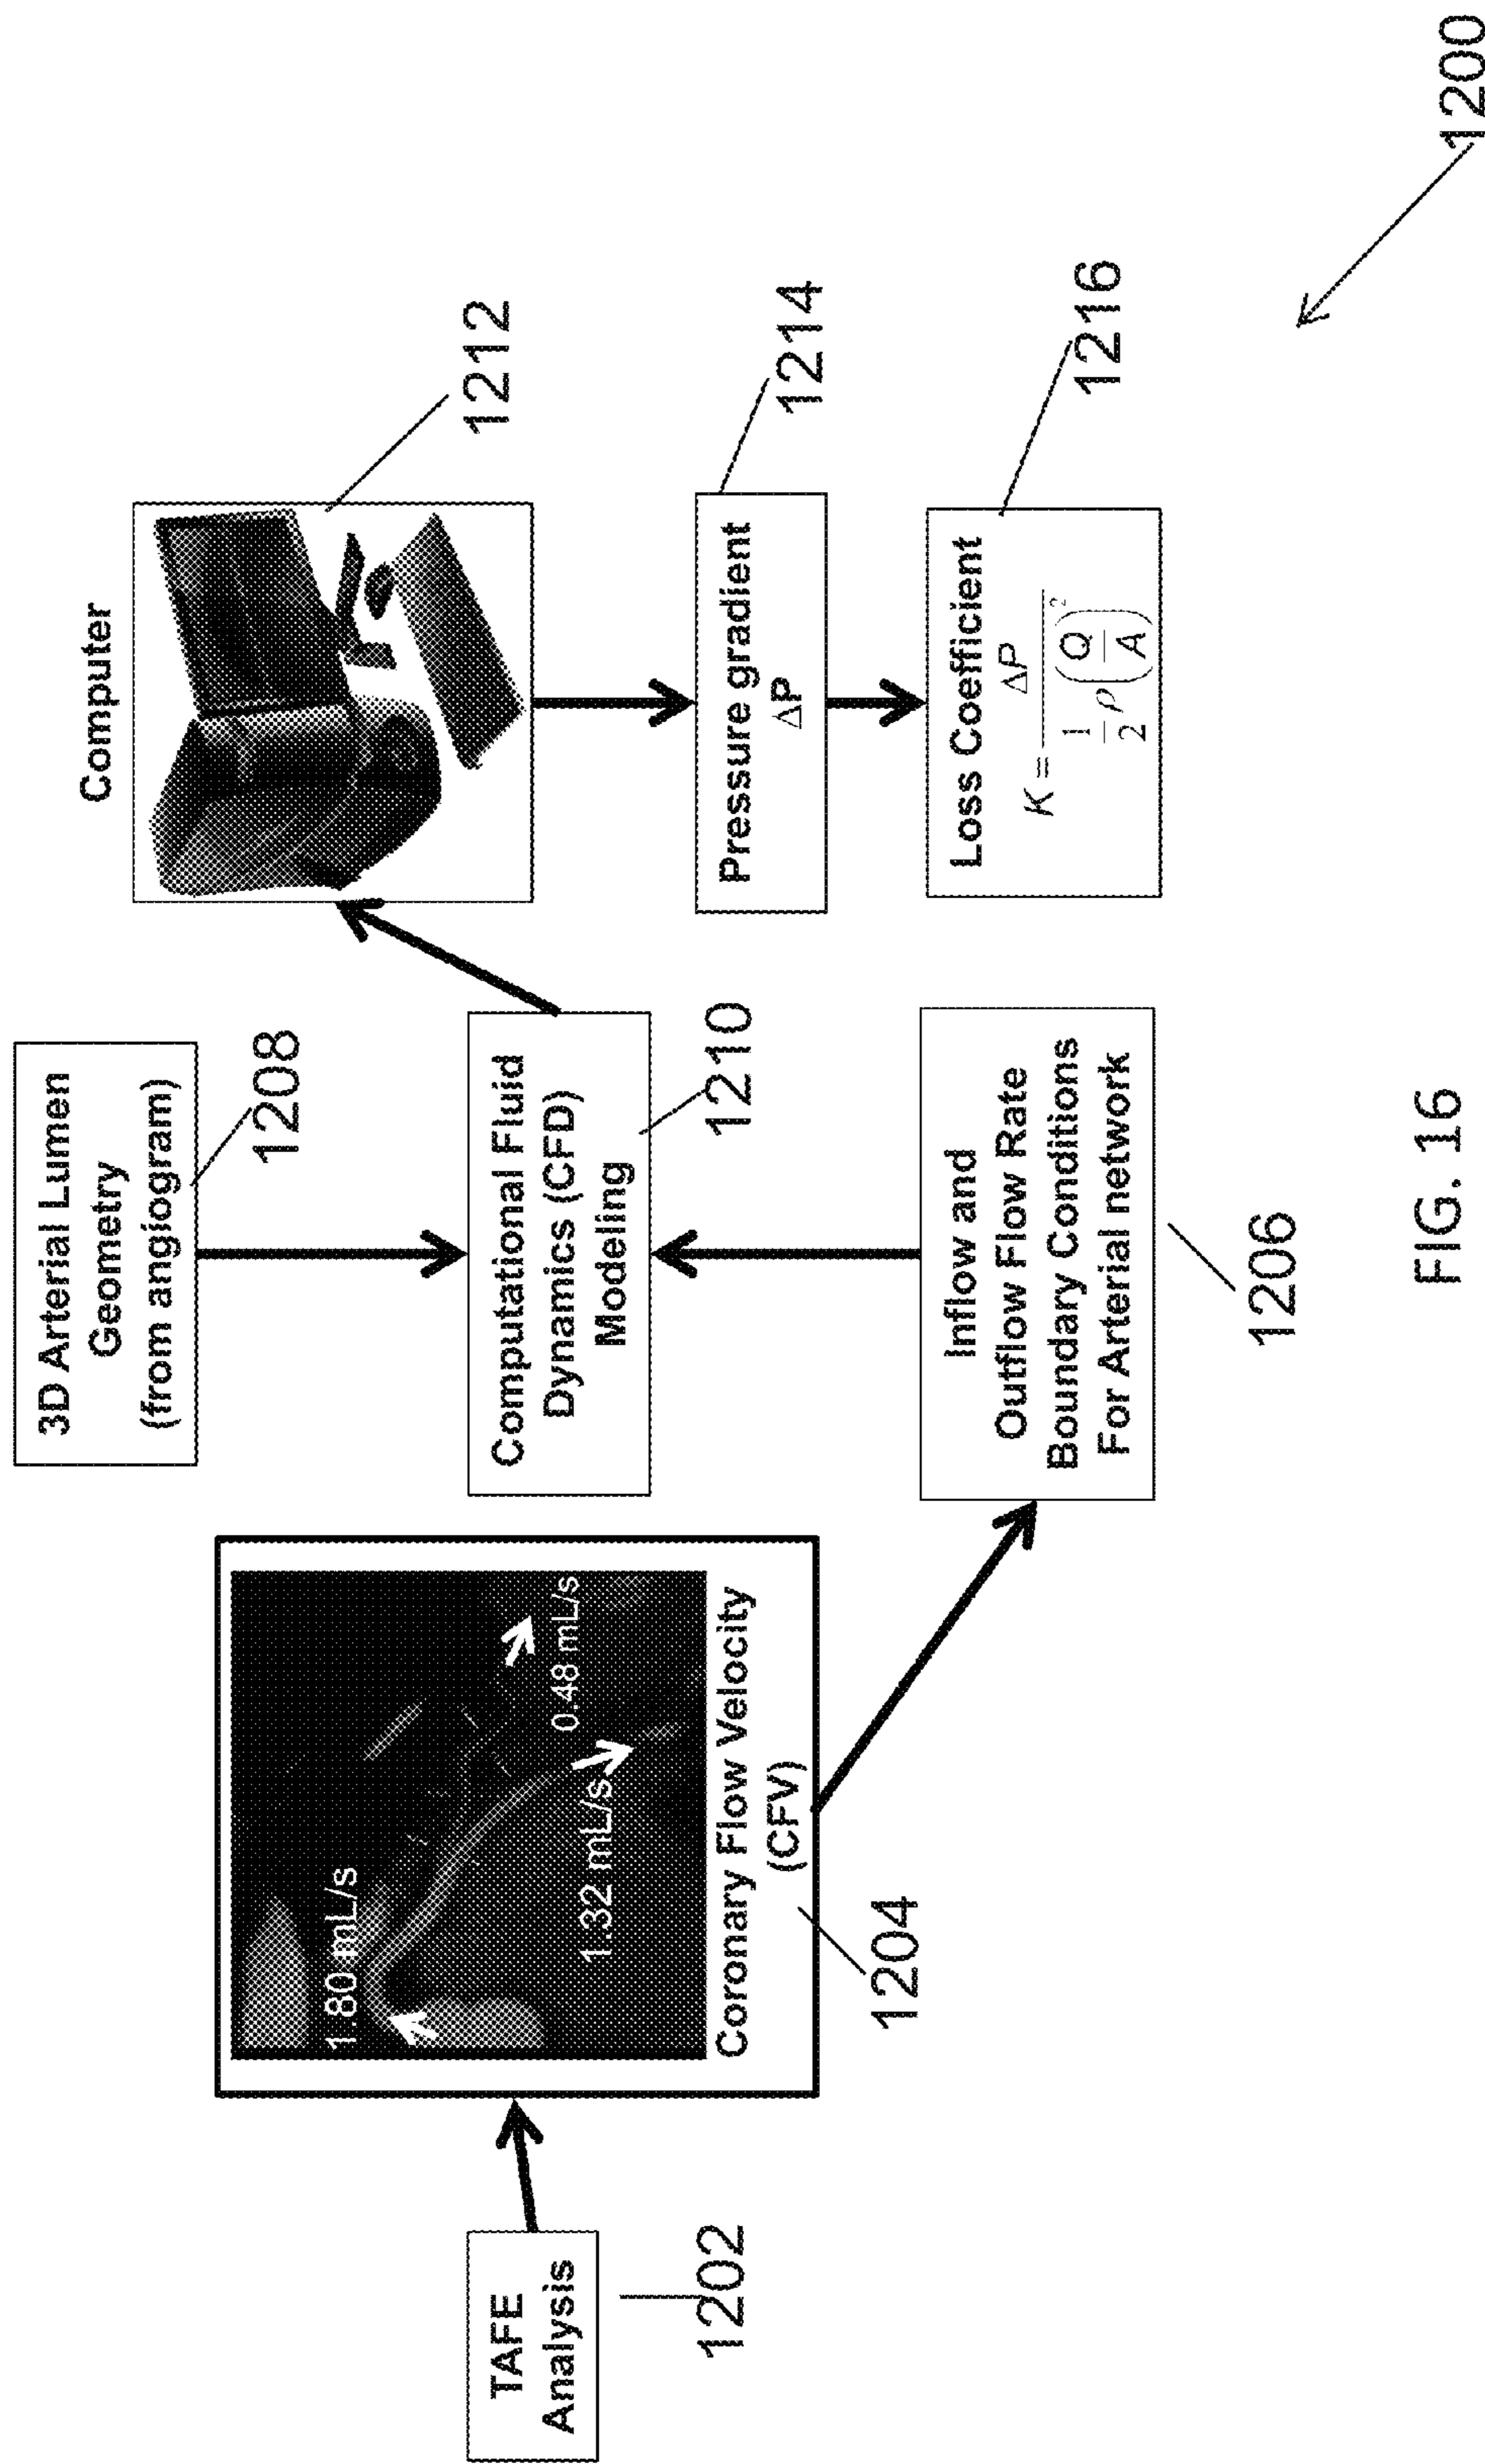 TAFE
Analysis
1202
1.80 mL/s
1.32 mL/s
0.48 mL/s
Coronary Flow Velocity
(CFV)
1204
3D Arterial Lumen
Geometry
(from angiogram)
1208
Computational Fluid
Dynamics (CFD)
Modeling
1210
Inflow and
Outflow Flow Rate
Boundary Conditions
For Arterial network
1206
Computer
1212
Pressure gradient
ΔP
1214
Loss Coefficient
K = ΔP / 1/2 ρ (Q/A)²
1216
1200
FIG. 16